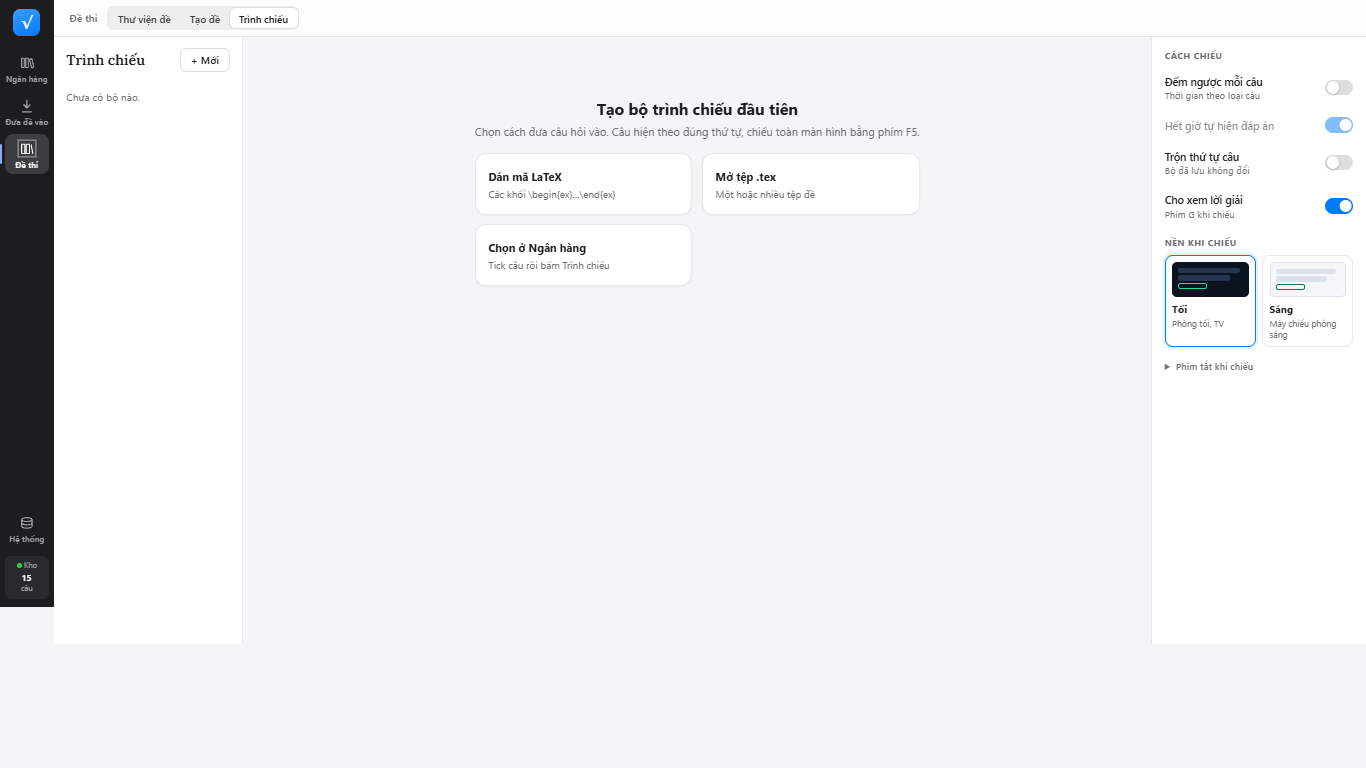 √
Ngân hàng
Đưa đề vào
Đề thi
Hệ thống
Kho
15
câu
Đề thi
Thư viện đề
Tạo đề
Trình chiếu
Trình chiếu
+ Mới
Chưa có bộ nào.
Tạo bộ trình chiếu đầu tiên
Chọn cách đưa câu hỏi vào. Câu hiện theo đúng thứ tự, chiếu toàn màn hình bằng phím F5.
Dán mã LaTeX
Các khối \begin{ex}...\end{ex}
Mở tệp .tex
Một hoặc nhiều tệp đề
Chọn ở Ngân hàng
Tick câu rồi bấm Trình chiếu
CÁCH CHIẾU
Đếm ngược mỗi câu
Thời gian theo loại câu
Hết giờ tự hiện đáp án
Trộn thứ tự câu
Bộ đã lưu không đổi
Cho xem lời giải
Phím G khi chiếu
NỀN KHI CHIẾU
Tối
Phòng tối, TV
Sáng
Máy chiếu phòng
sáng
▶ Phím tắt khi chiếu